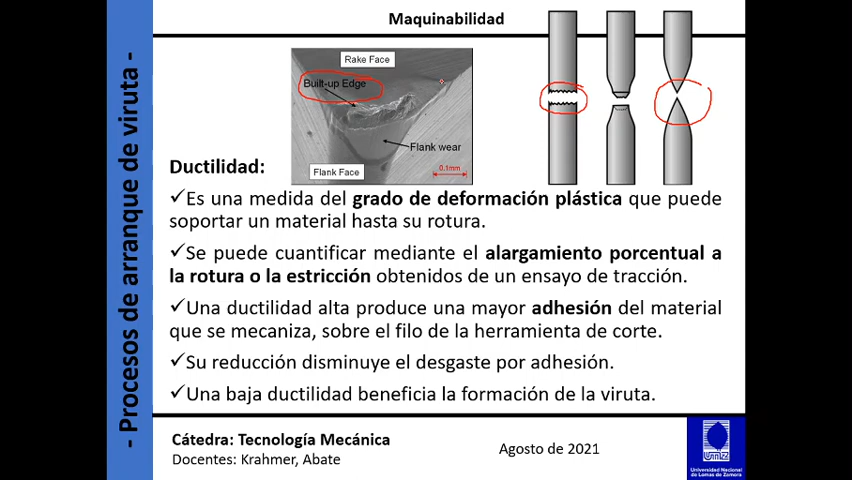 Maquinabilidad
- Procesos de arranque de viruta -
Rake Face
Built-up Edge
Flank wear
Flank Face
0.1mm
Ductilidad:
✓Es una medida del grado de deformación plástica que puede
soportar un material hasta su rotura.
✓Se puede cuantificar mediante el alargamiento porcentual a
la rotura o la estricción obtenidos de un ensayo de tracción.
✓Una ductilidad alta produce una mayor adhesión del material
que se mecaniza, sobre el filo de la herramienta de corte.
✓Su reducción disminuye el desgaste por adhesión.
✓Una baja ductilidad beneficia la formación de la viruta.
Cátedra: Tecnología Mecánica
Docentes: Krahmer, Abate
Agosto de 2021
Universidad Nacional
de Lomas de Zamora